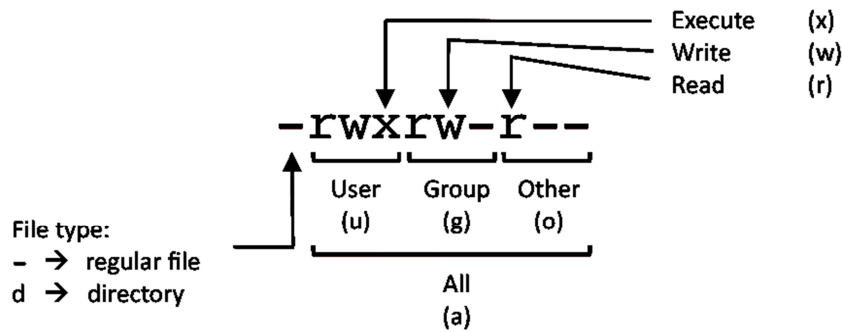 Execute (x)
Write (w)
Read (r)
-rwxrw-r--
User Group Other
(u) (g) (o)
File type:
- → regular file
d → directory
All
(a)